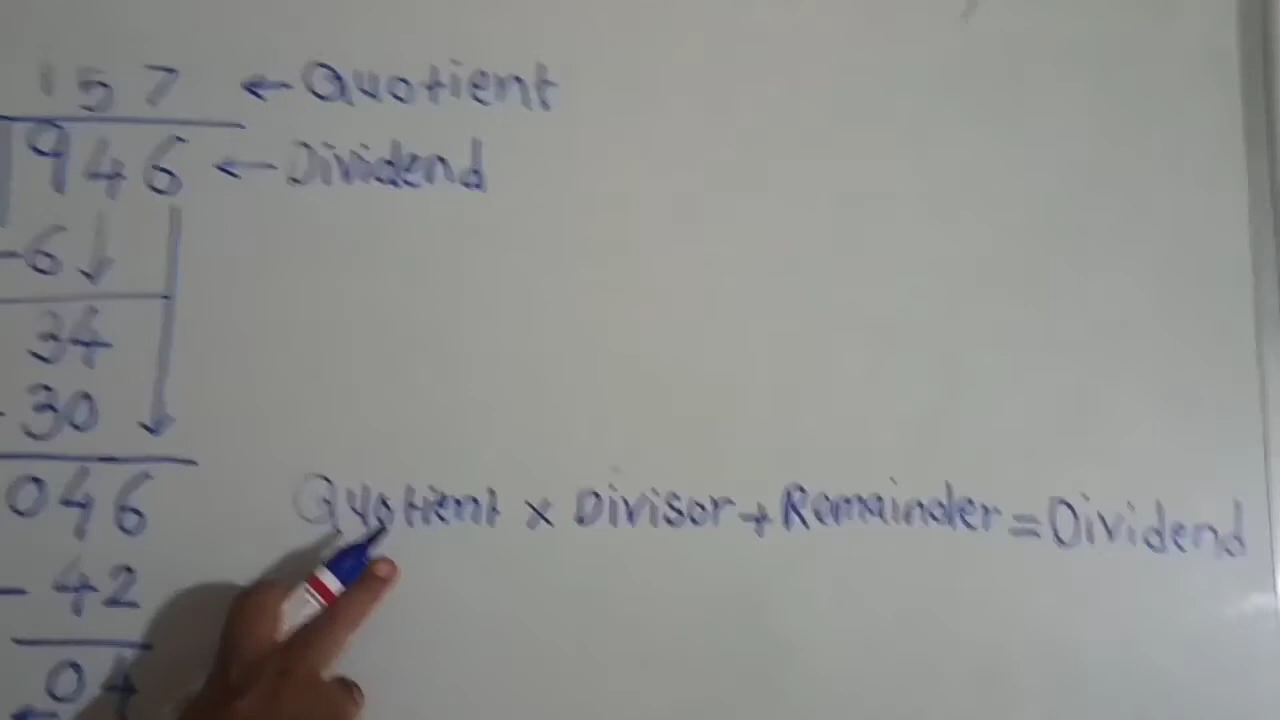 157 ← Quotient
946 ← Dividend
-6↓
34
-30
046
Quotient × Divisor + Remainder = Dividend
- 42
04